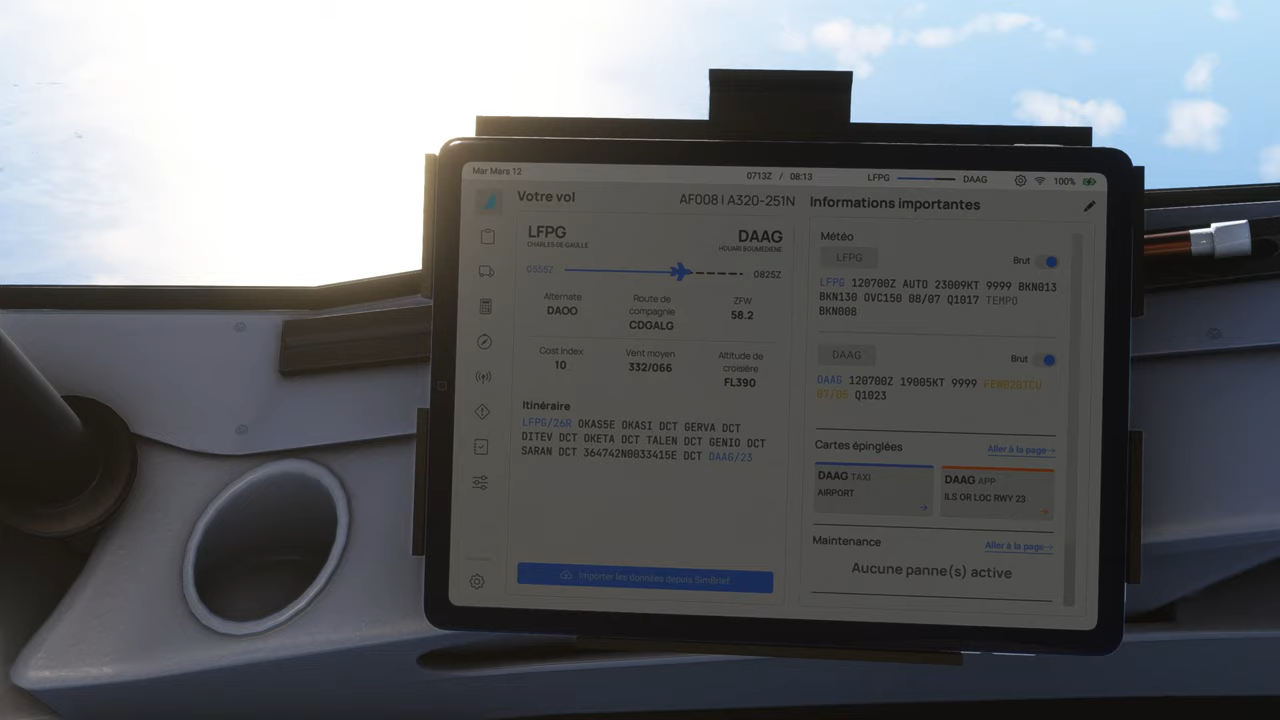 Mar Mars 12
0713Z / 08:13
LFPG DAAG
100%
Votre vol
AF008 | A320-251N
LFPG
CHARLES DE GAULLE
DAAG
HOUARI BOUMEDIENE
0555Z
0825Z
Alternate
DAOO
Route de
compagnie
CDGALG
ZFW
58.2
Cost index
10
Vent moyen
332/066
Altitude de
croisière
FL390
Itinéraire
LFPG/26R OKAS5E OKASI DCT GERVA DCT
DITEV DCT OKETA DCT TALEN DCT GENIO DCT
SARAN DCT 364742N0033415E DCT DAAG/23
Importer les données depuis SimBrief
Informations importantes
Météo
LFPG
Brut
LFPG 120700Z AUTO 23009KT 9999 BKN013
BKN130 OVC150 08/07 Q1017 TEMPO
BKN008
DAAG
Brut
DAAG 120700Z 19005KT 9999 FEW020TCU
07/05 Q1023
Cartes épinglées
Aller à la page
DAAG TAXI
AIRPORT
DAAG APP
ILS OR LOC RWY 23
Maintenance
Aller à la page
Aucune panne(s) active